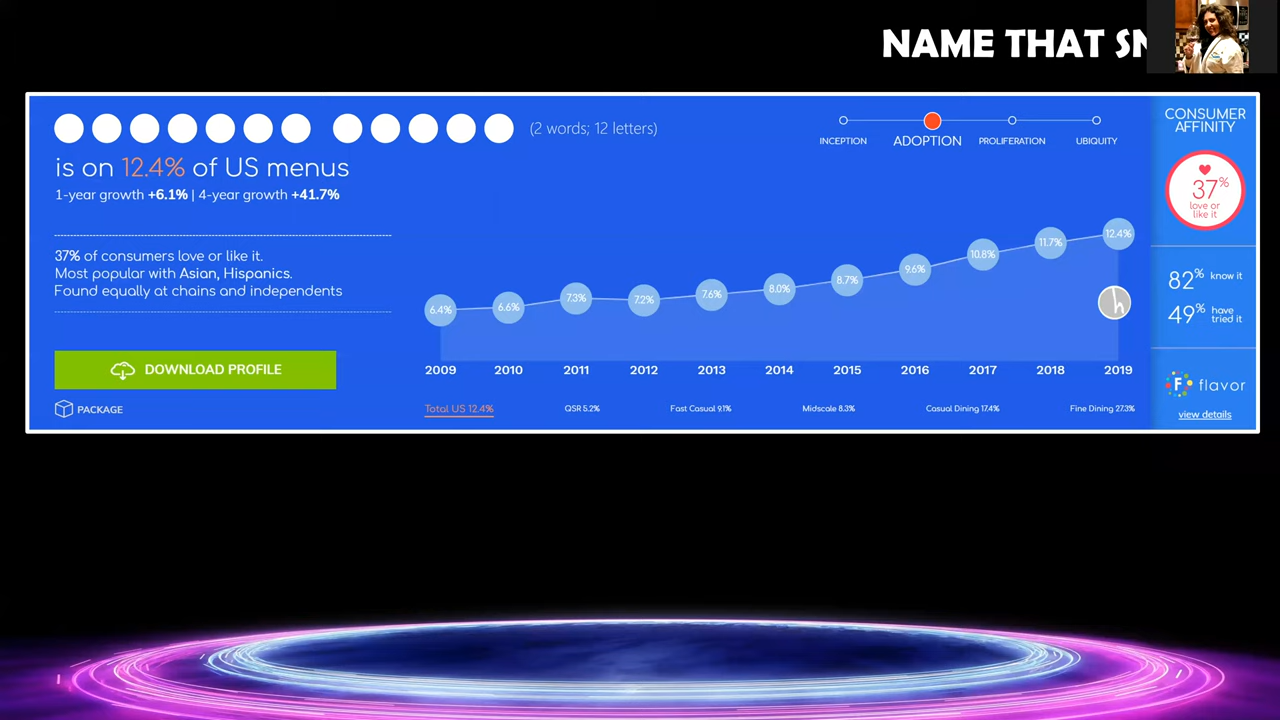 NAME THAT SN
(2 words; 12 letters)
is on 12.4% of US menus
1-year growth +6.1% | 4-year growth +41.7%
37% of consumers love or like it.
Most popular with Asian, Hispanics.
Found equally at chains and independents
DOWNLOAD PROFILE
PACKAGE
INCEPTION
ADOPTION
PROLIFERATION
UBIQUITY
6.4%
6.6%
7.3%
7.2%
7.6%
8.0%
8.7%
9.6%
10.8%
11.7%
12.4%
2009
2010
2011
2012
2013
2014
2015
2016
2017
2018
2019
Total US 12.4%
QSR 5.2%
Fast Casual 9.1%
Midscale 8.3%
Casual Dining 17.4%
Fine Dining 27.3%
CONSUMER
AFFINITY
37%
love or
like it
82% know it
49% have
tried it
F flavor
view details